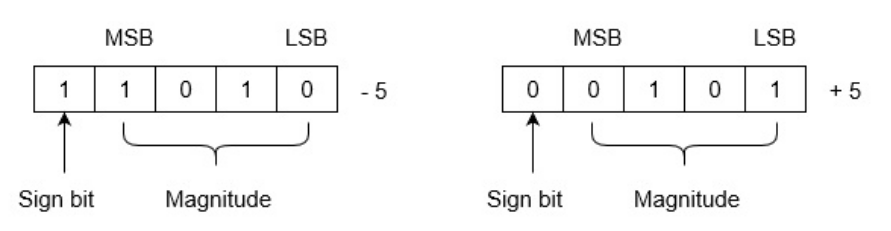 MSB LSB MSB LSB
1 1 0 1 0 - 5 0 0 1 0 1 + 5
Sign bit Magnitude Sign bit Magnitude